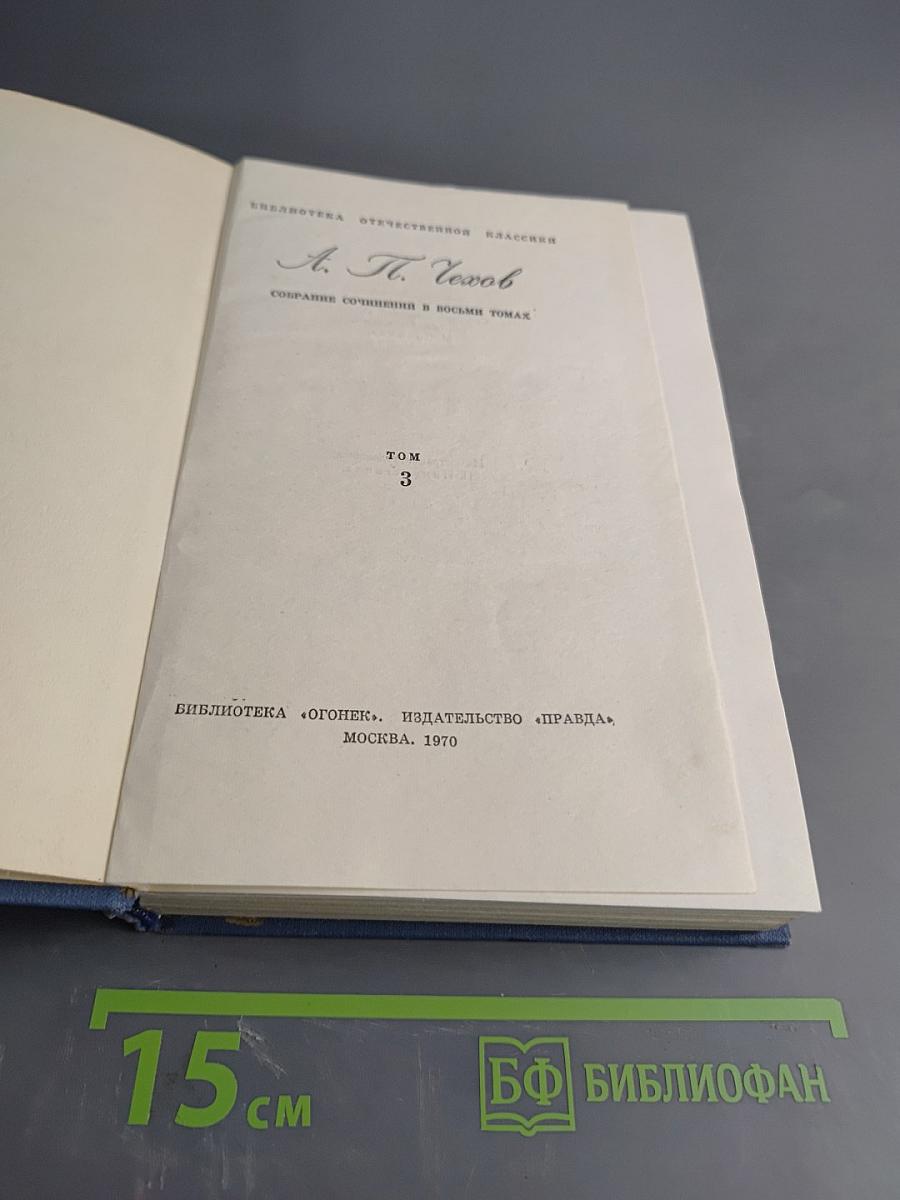 БИБЛИОТЕКА ОТЕЧЕСТВЕННОЙ КЛАССИКИ
А. П. Чехов
СОБРАНИЕ СОЧИНЕНИЙ В ВОСЬМИ ТОМАХ
ТОМ
3
БИБЛИОТЕКА «ОГОНЕК». ИЗДАТЕЛЬСТВО «ПРАВДА».
МОСКВА. 1970
15 см
БФ БИБЛИОФАН